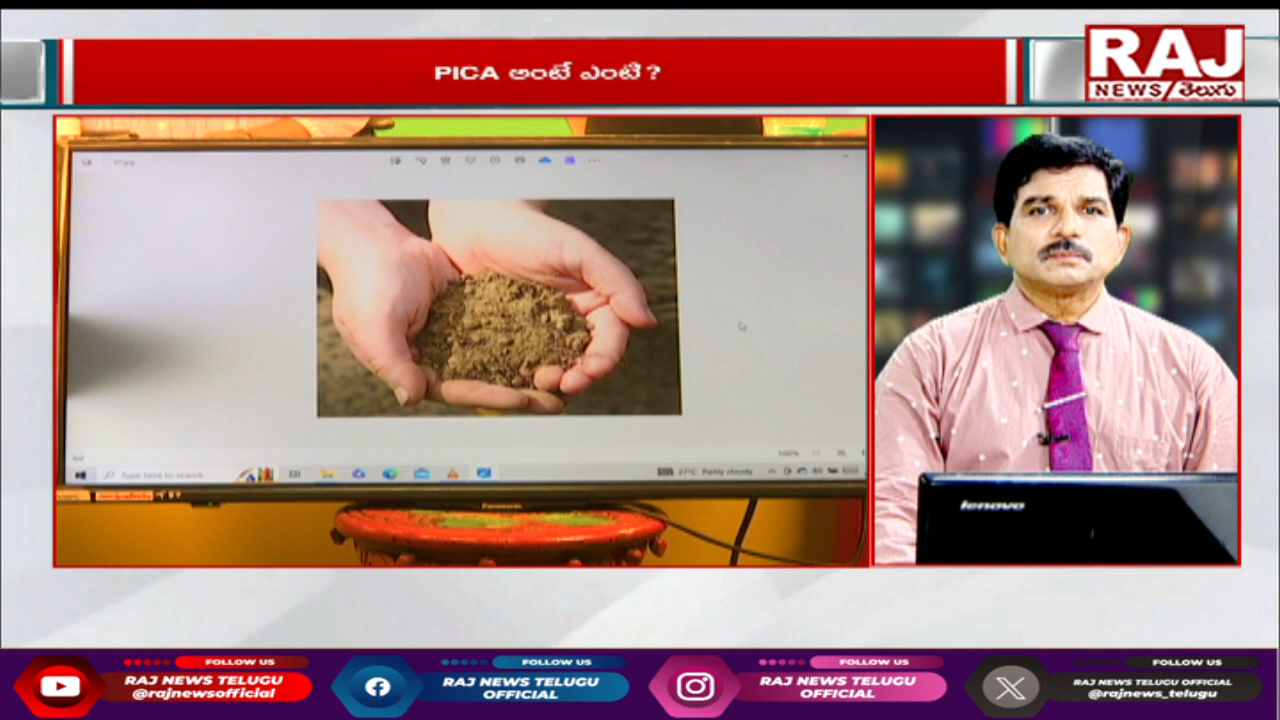 PICA అంటే ఏంటి?
RAJ
NEWS/తెలుగు
Type here to search
Partly cloudy
Panasonic
lenovo
FOLLOW US
RAJ NEWS TELUGU
@rajnewsofficial
FOLLOW US
RAJ NEWS TELUGU
OFFICIAL
FOLLOW US
RAJ NEWS TELUGU
OFFICIAL
FOLLOW US
RAJ NEWS TELUGU OFFICIAL
@rajnews_telugu